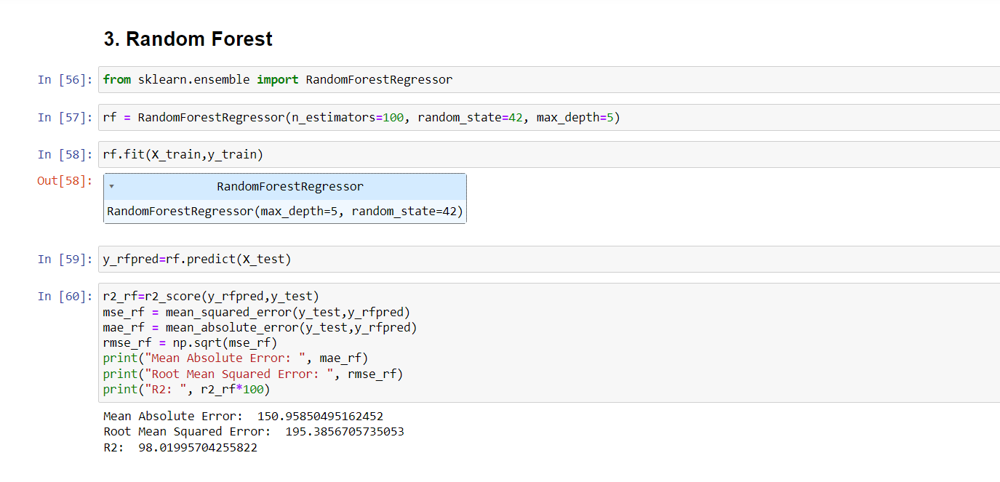 3. Random Forest
In [56]: from sklearn.ensemble import RandomForestRegressor
In [57]: rf = RandomForestRegressor(n_estimators=100, random_state=42, max_depth=5)
In [58]: rf.fit(X_train,y_train)
Out[58]:
▾ RandomForestRegressor
RandomForestRegressor(max_depth=5, random_state=42)
In [59]: y_rfpred=rf.predict(X_test)
In [60]: r2_rf=r2_score(y_rfpred,y_test)
mse_rf = mean_squared_error(y_test,y_rfpred)
mae_rf = mean_absolute_error(y_test,y_rfpred)
rmse_rf = np.sqrt(mse_rf)
print("Mean Absolute Error: ", mae_rf)
print("Root Mean Squared Error: ", rmse_rf)
print("R2: ", r2_rf*100)
Mean Absolute Error:  150.95850495162452
Root Mean Squared Error:  195.3856705735053
R2:  98.01995704255822